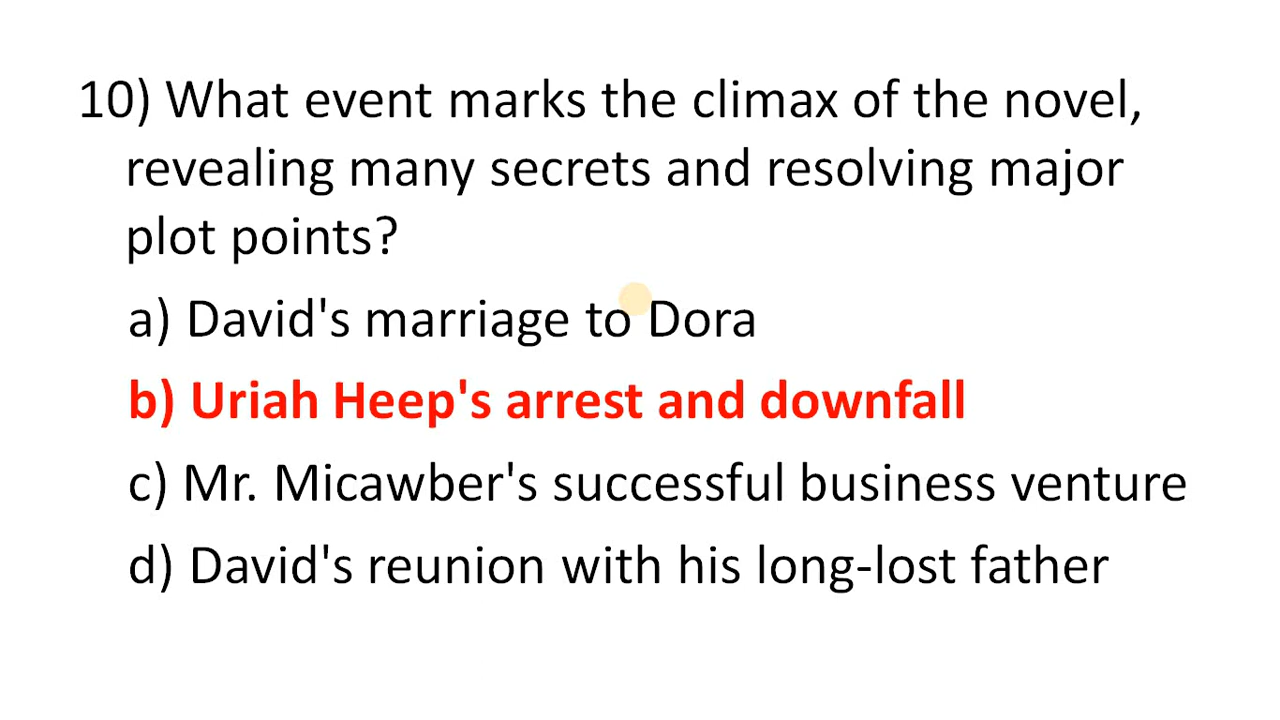 10) What event marks the climax of the novel,
revealing many secrets and resolving major
plot points?
a) David's marriage to Dora
b) Uriah Heep's arrest and downfall
c) Mr. Micawber's successful business venture
d) David's reunion with his long-lost father